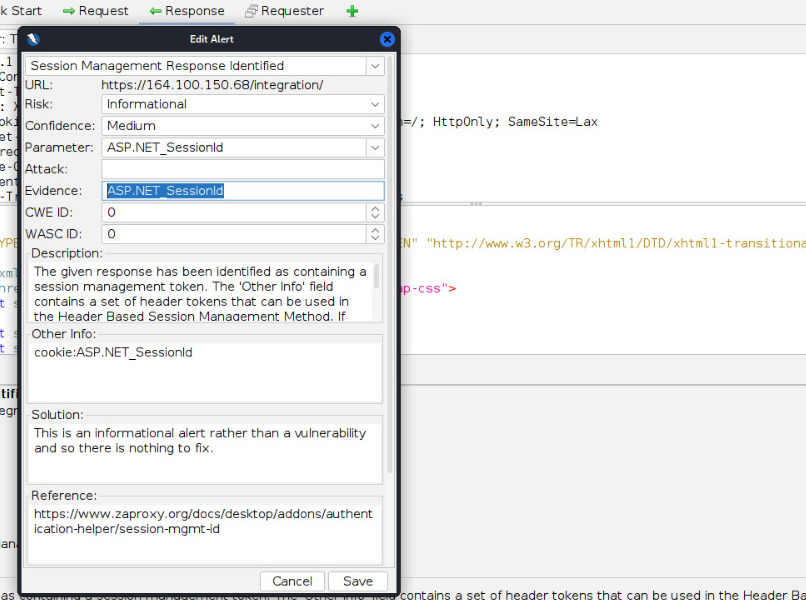 k Start Request Response Requester
Edit Alert
Session Management Response Identified
URL: https://164.100.150.68/integration/
Risk: Informational
Confidence: Medium
Parameter: ASP.NET_SessionId
Attack:
Evidence: ASP.NET_SessionId
CWE ID: 0
WASC ID: 0
Description:
The given response has been identified as containing a
session management token. The 'Other Info' field
contains a set of header tokens that can be used in
the Header Based Session Management Method. If
Other Info:
cookie:ASP.NET_SessionId
Solution:
This is an informational alert rather than a vulnerability
and so there is nothing to fix.
Reference:
https://www.zaproxy.org/docs/desktop/addons/authent
ication-helper/session-mgmt-id
Cancel Save
=/; HttpOnly; SameSite=Lax
EN" "http://www.w3.org/TR/xhtml1/DTD/xhtml1-transitiona
ap-css">
as containing a session management token. The 'Other Info' field contains a set of header tokens that can be used in the Header Ba